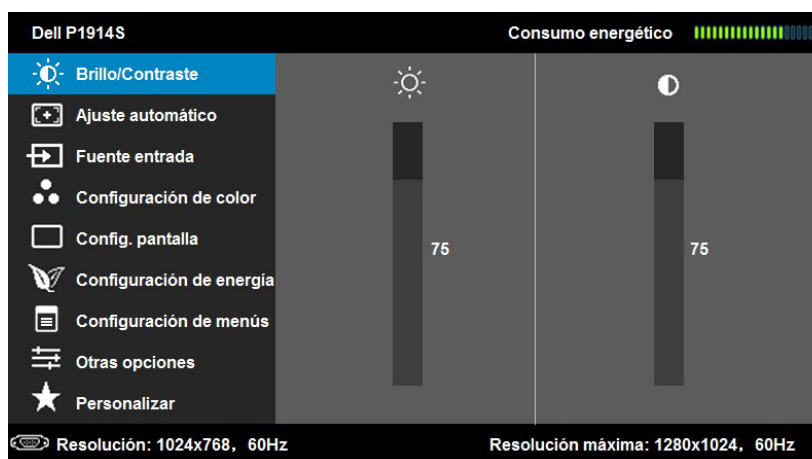 Dell P1914S
Consumo energético
Brillo/Contraste
Ajuste automático
Fuente entrada
Configuración de color
Config. pantalla
Configuración de energía
Configuración de menús
Otras opciones
Personalizar
75
75
Resolución: 1024x768, 60Hz
Resolución máxima: 1280x1024, 60Hz